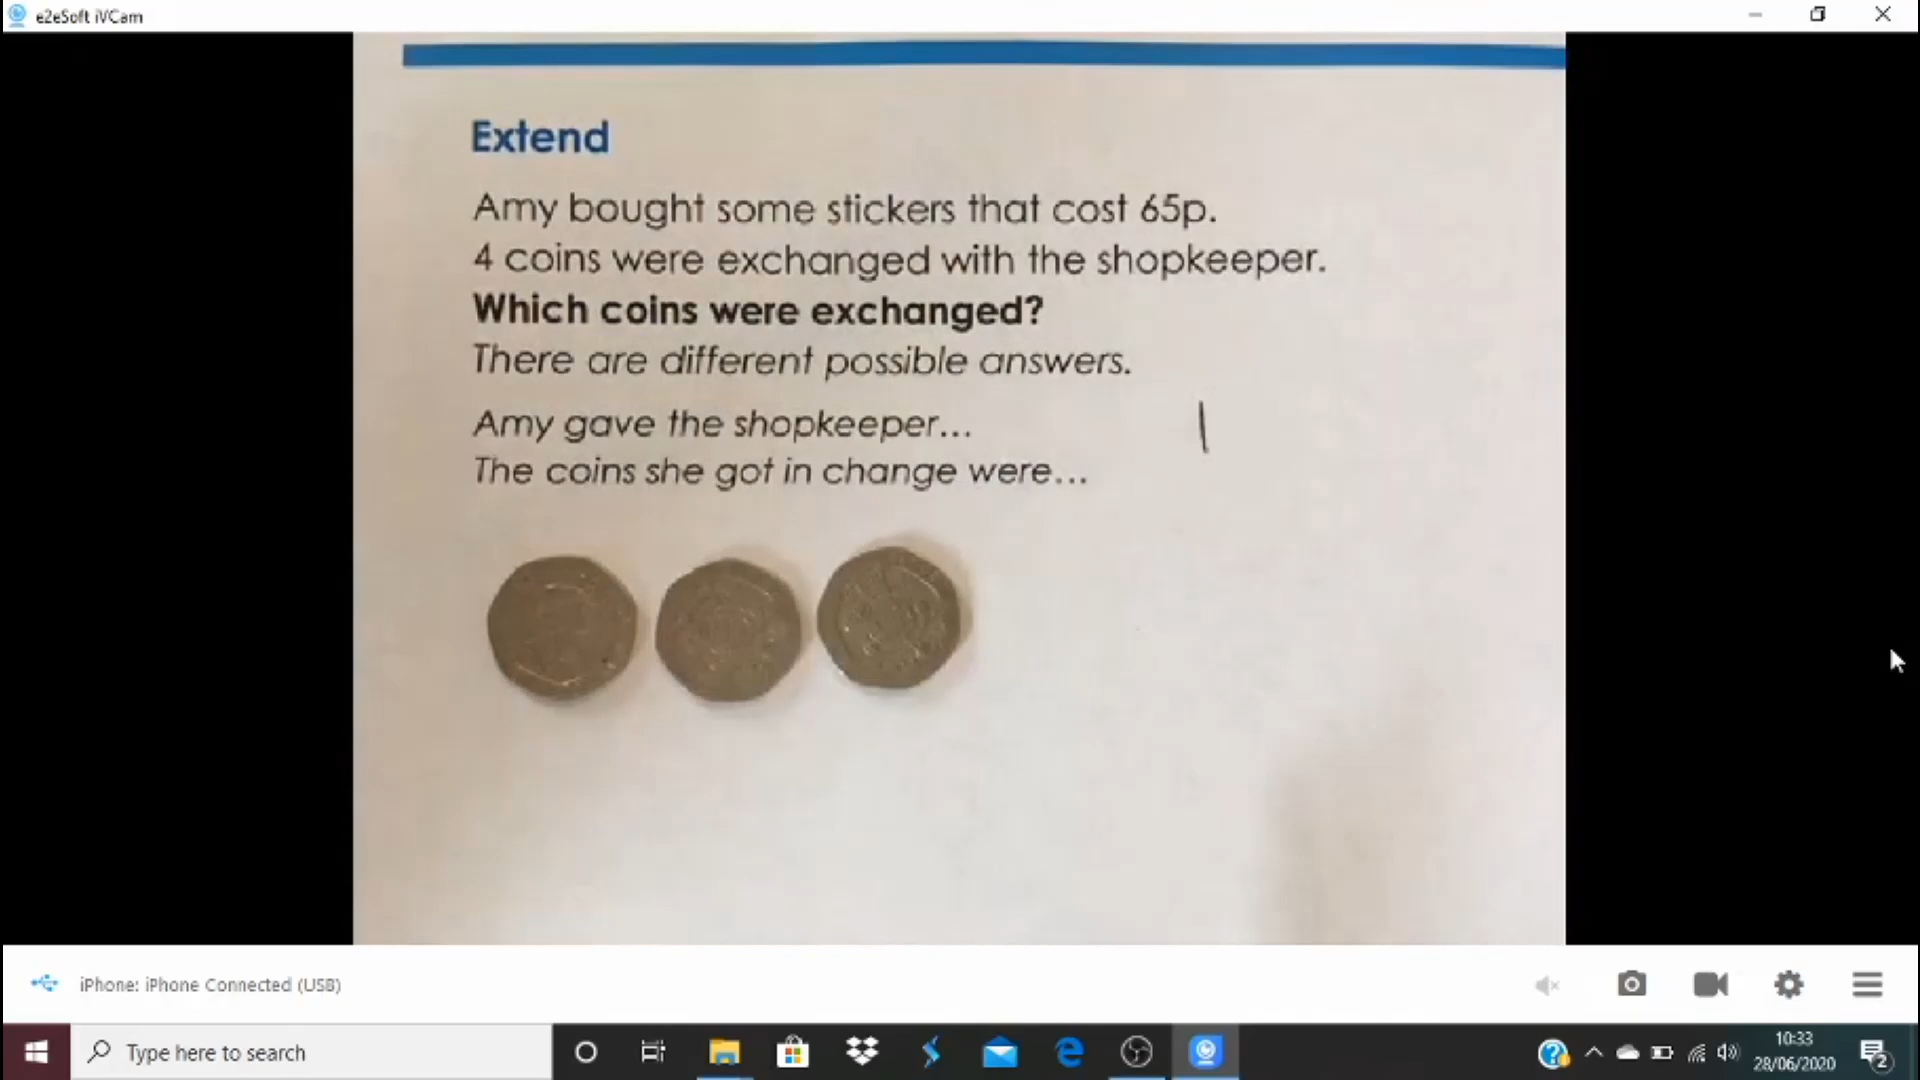 e2eSoft iVCam
Extend
Amy bought some stickers that cost 65p.
4 coins were exchanged with the shopkeeper.
Which coins were exchanged?
There are different possible answers.
Amy gave the shopkeeper...
The coins she got in change were...
iPhone: iPhone Connected (USB)
Type here to search
10:33
28/06/2020
2